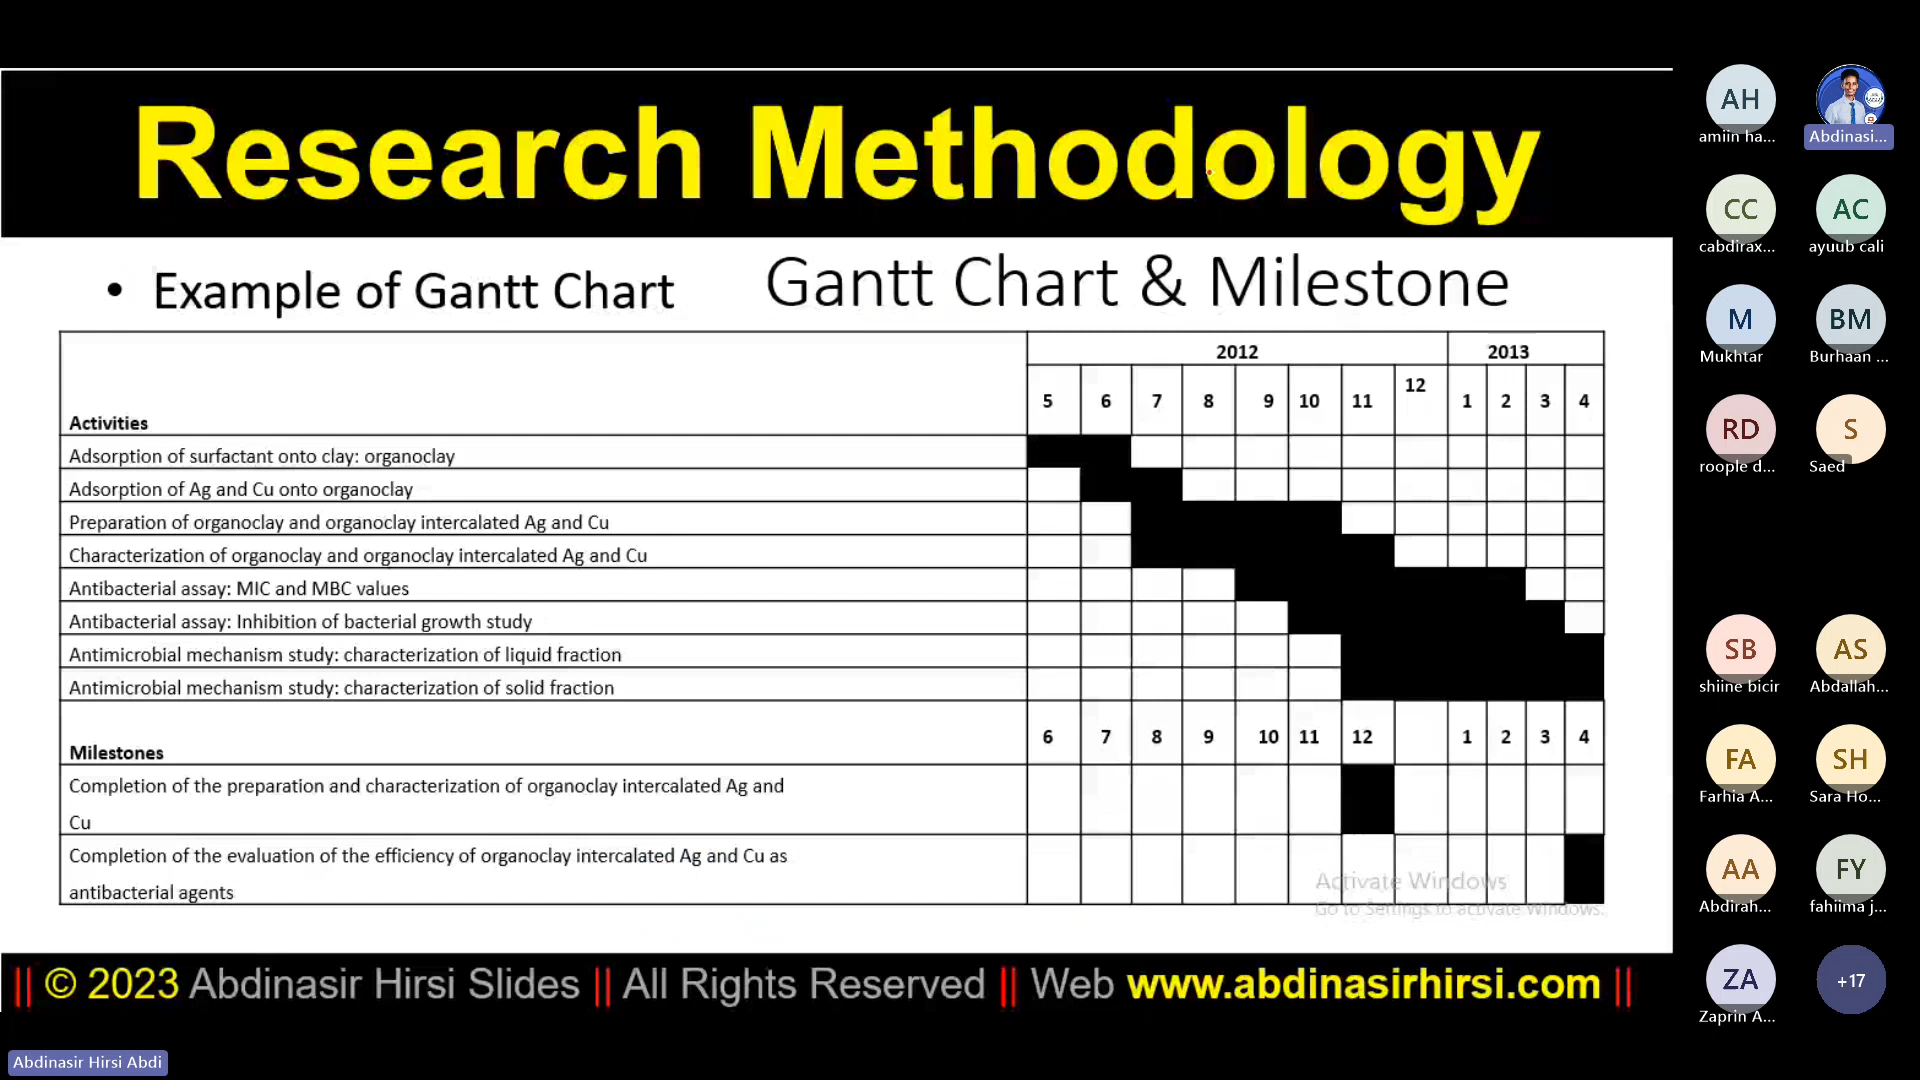 Research Methodology
• Example of Gantt Chart
Gantt Chart & Milestone
2012 2013
Activities 5 6 7 8 9 10 11 12 1 2 3 4
Adsorption of surfactant onto clay: organoclay
Adsorption of Ag and Cu onto organoclay
Preparation of organoclay and organoclay intercalated Ag and Cu
Characterization of organoclay and organoclay intercalated Ag and Cu
Antibacterial assay: MIC and MBC values
Antibacterial assay: Inhibition of bacterial growth study
Antimicrobial mechanism study: characterization of liquid fraction
Antimicrobial mechanism study: characterization of solid fraction
Milestones 6 7 8 9 10 11 12 1 2 3 4
Completion of the preparation and characterization of organoclay intercalated Ag and
Cu
Completion of the evaluation of the efficiency of organoclay intercalated Ag and Cu as
antibacterial agents
Activate Windows
Go to Settings to activate Windows.
|| © 2023 Abdinasir Hirsi Slides || All Rights Reserved || Web www.abdinasirhirsi.com ||
Abdinasir Hirsi Abdi
AH
amiin ha...
Abdinasi...
CC
cabdirax...
AC
ayuub cali
M
Mukhtar
BM
Burhaan ...
RD
roople d...
S
Saed
SB
shiine bicir
AS
Abdallah...
FA
Farhia A...
SH
Sara Ho...
AA
Abdirah...
FY
fahiima j...
ZA
Zaprin A...
+17